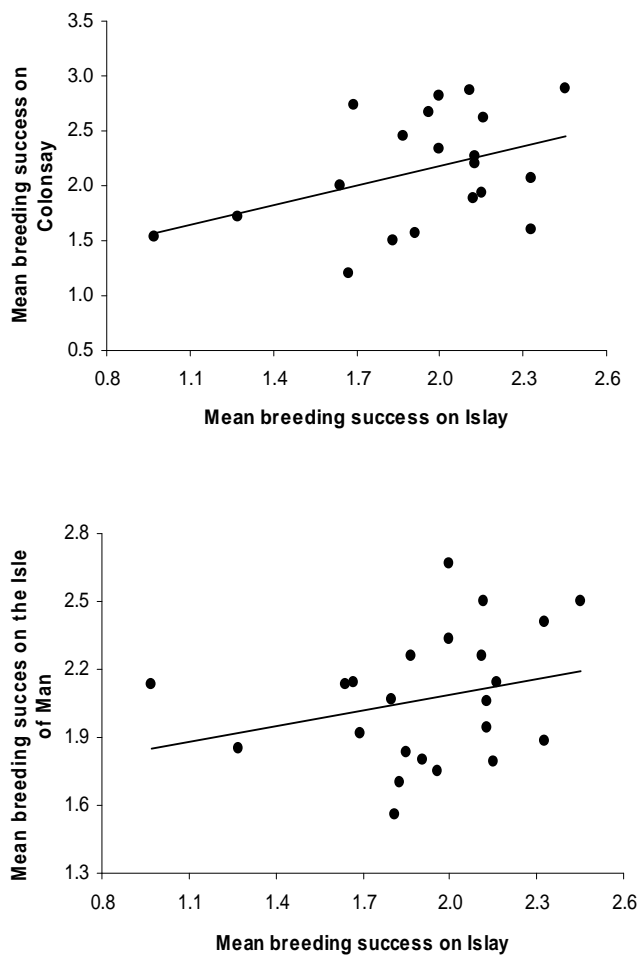 3.5
3.0
2.5
2.0
1.5
1.0
0.5
Mean breeding success on
Colonsay
0.8 1.1 1.4 1.7 2.0 2.3 2.6
Mean breeding success on Islay
2.8
2.5
2.2
1.9
1.6
1.3
Mean breeding succes on the Isle
of Man
0.8 1.1 1.4 1.7 2.0 2.3 2.6
Mean breeding success on Islay